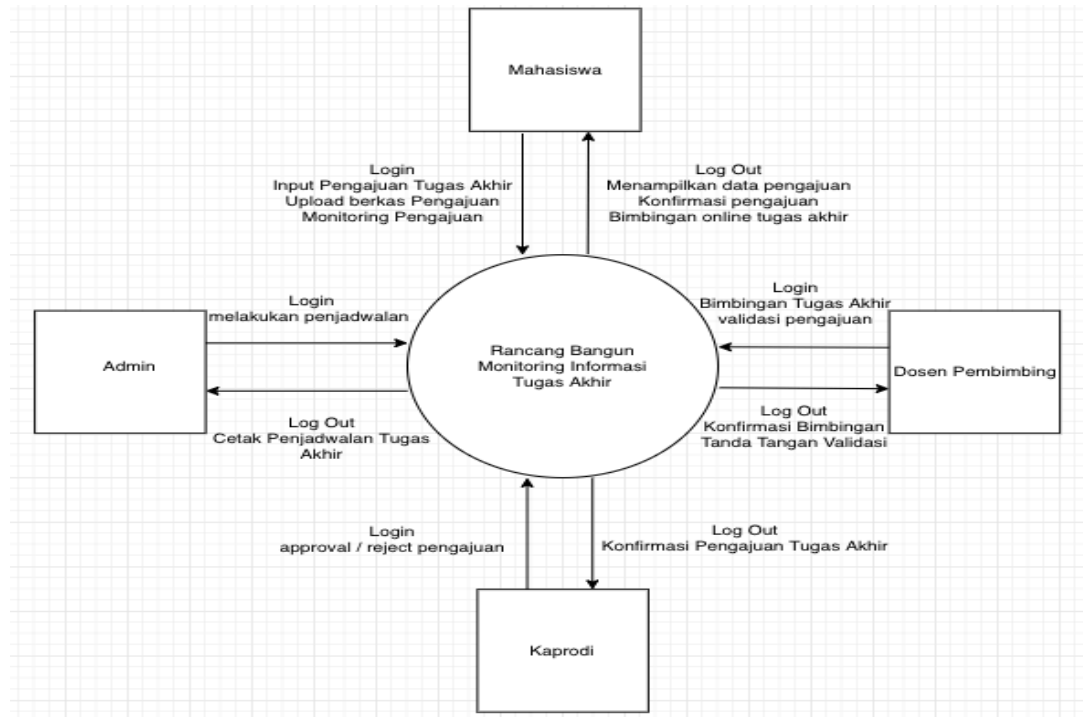 Mahasiswa
Login
Input Pengajuan Tugas Akhir
Upload berkas Pengajuan
Monitoring Pengajuan
Log Out
Menampilkan data pengajuan
Konfirmasi pengajuan
Bimbingan online tugas akhir
Login
melakukan penjadwalan
Admin
Log Out
Cetak Penjadwalan Tugas
Akhir
Rancang Bangun
Monitoring Informasi
Tugas Akhir
Login
Bimbingan Tugas Akhir
validasi pengajuan
Dosen Pembimbing
Log Out
Konfirmasi Bimbingan
Tanda Tangan Validasi
Login
approval / reject pengajuan
Log Out
Konfirmasi Pengajuan Tugas Akhir
Kaprodi